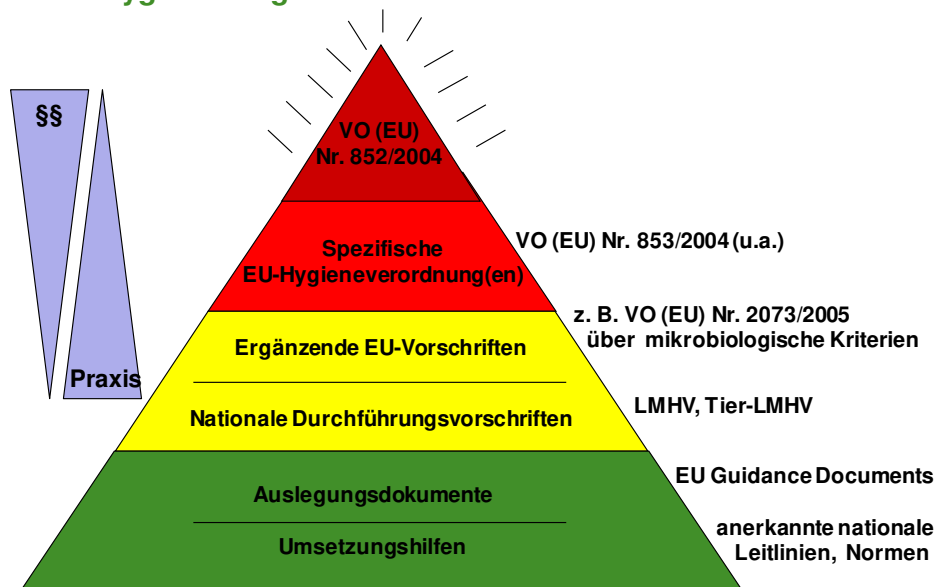 §§
Praxis
VO (EU)
Nr. 852/2004
Spezifische
EU-Hygieneverordnung(en)
VO (EU) Nr. 853/2004 (u.a.)
z. B. VO (EU) Nr. 2073/2005
über mikrobiologische Kriterien
Ergänzende EU-Vorschriften
Nationale Durchführungsvorschriften
LMHV, Tier-LMHV
EU Guidance Documents
Auslegungsdokumente
anerkannte nationale
Leitlinien, Normen
Umsetzungshilfen